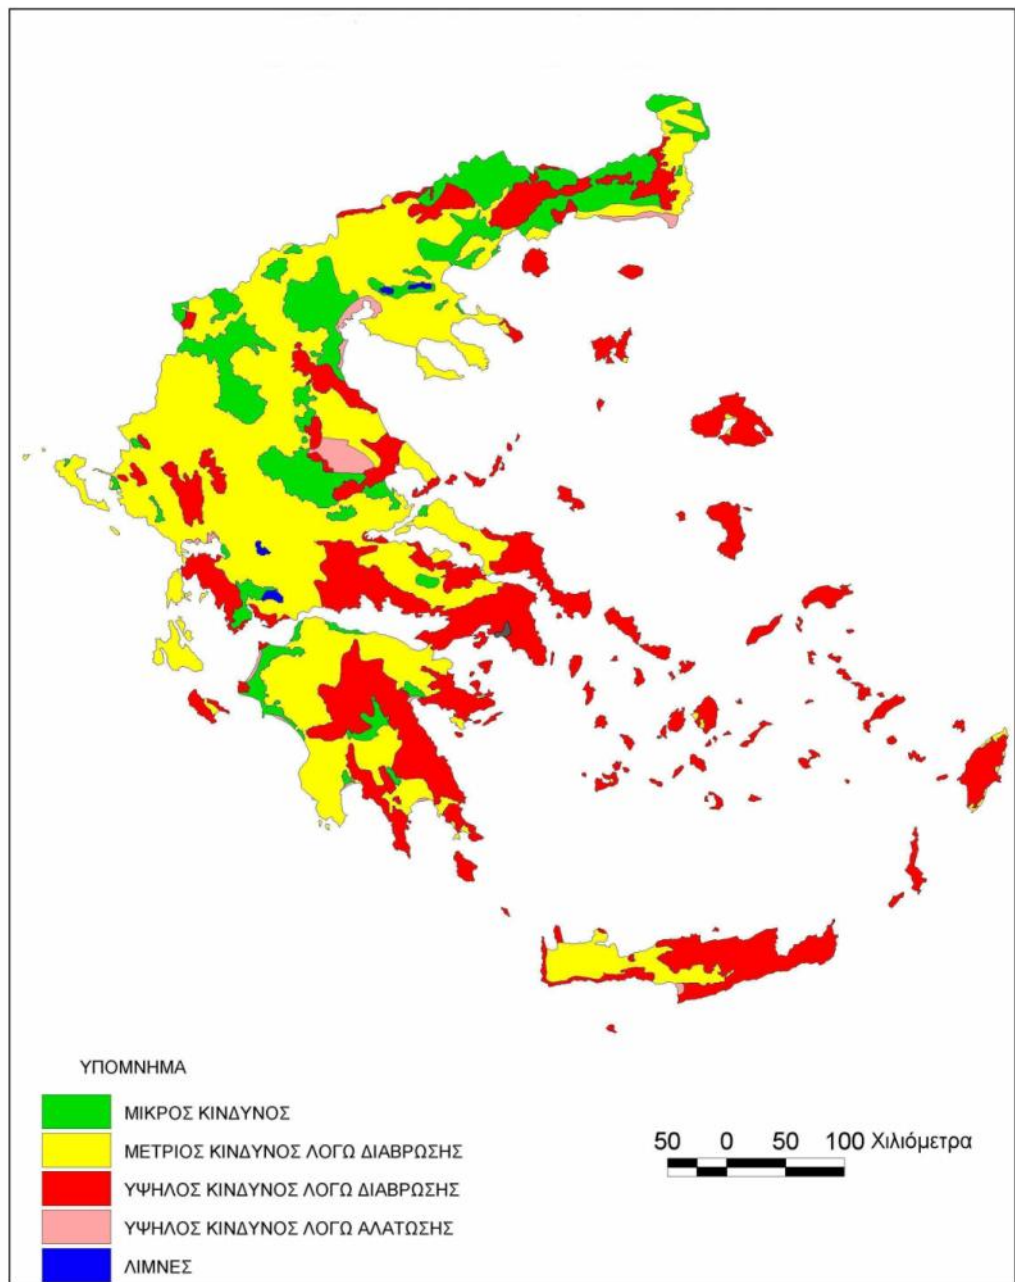 ΥΠΟΜΝΗΜΑ
ΜΙΚΡΟΣ ΚΙΝΔΥΝΟΣ
ΜΕΤΡΙΟΣ ΚΙΝΔΥΝΟΣ ΛΟΓΩ ΔΙΑΒΡΩΣΗΣ
ΥΨΗΛΟΣ ΚΙΝΔΥΝΟΣ ΛΟΓΩ ΔΙΑΒΡΩΣΗΣ
ΥΨΗΛΟΣ ΚΙΝΔΥΝΟΣ ΛΟΓΩ ΑΛΑΤΩΣΗΣ
ΛΙΜΝΕΣ
50 0 50 100 Χιλιόμετρα